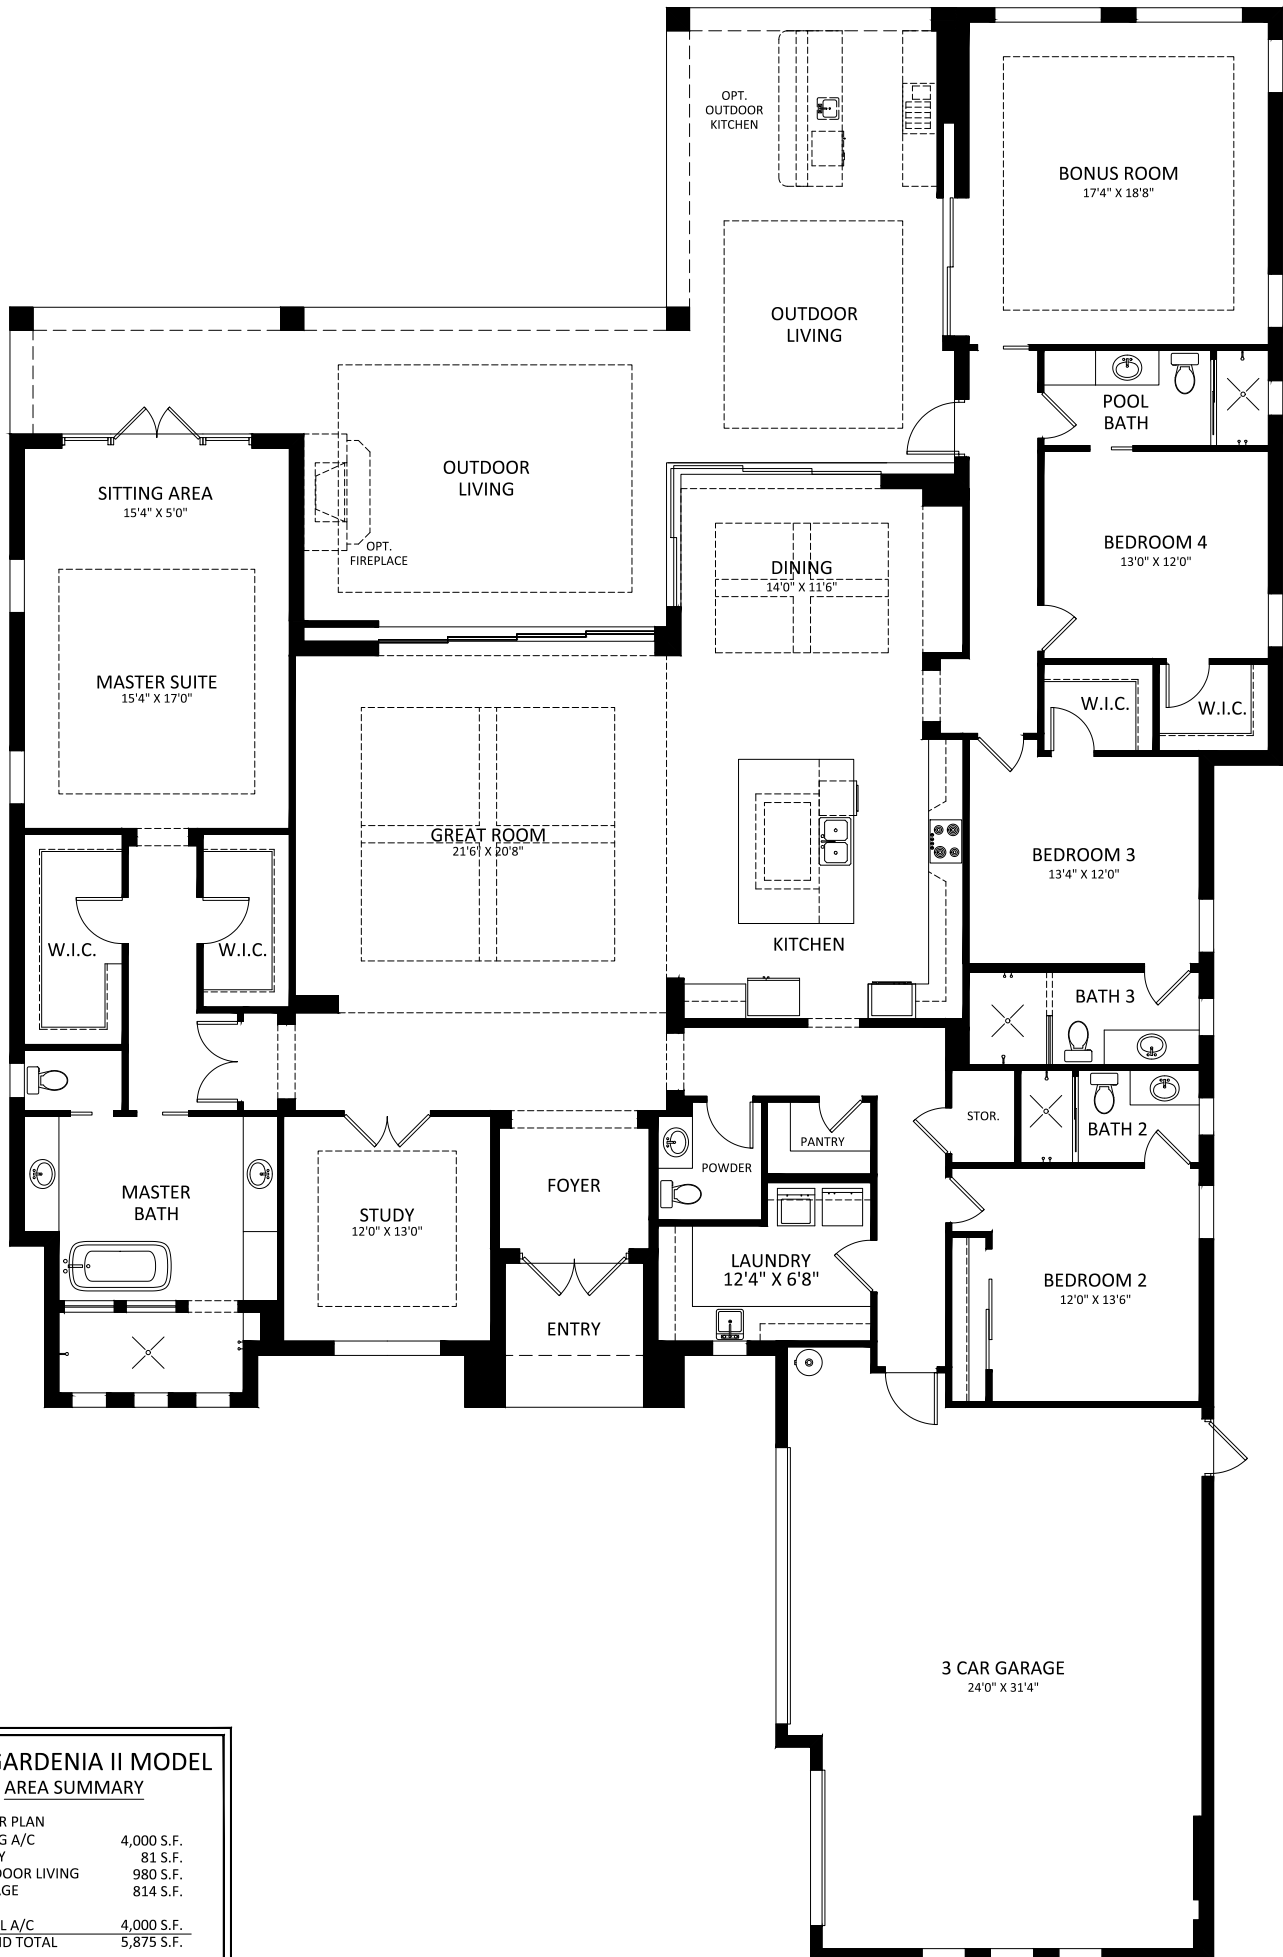 OPT.
OUTDOOR
KITCHEN
BONUS ROOM
17'4" X 18'8"
OUTDOOR
LIVING
POOL
BATH
SITTING AREA
15'4" X 5'0"
OUTDOOR
LIVING
OPT.
FIREPLACE
DINING
14'0" X 11'6"
BEDROOM 4
13'0" X 12'0"
MASTER SUITE
15'4" X 17'0"
W.I.C.
W.I.C.
GREAT ROOM
21'6" X 20'8"
BEDROOM 3
13'4" X 12'0"
W.I.C.
W.I.C.
KITCHEN
BATH 3
STOR.
BATH 2
PANTRY
POWDER
MASTER
BATH
STUDY
12'0" X 13'0"
FOYER
LAUNDRY
12'4" X 6'8"
BEDROOM 2
12'0" X 13'6"
ENTRY
3 CAR GARAGE
24'0" X 31'4"
II MODEL
AREA SUMMARY
PLAN
A/C 4,000 S.F.
81 S.F.
LIVING 980 S.F.
814 S.F.
A/C 4,000 S.F.
TOTAL 5,875 S.F.